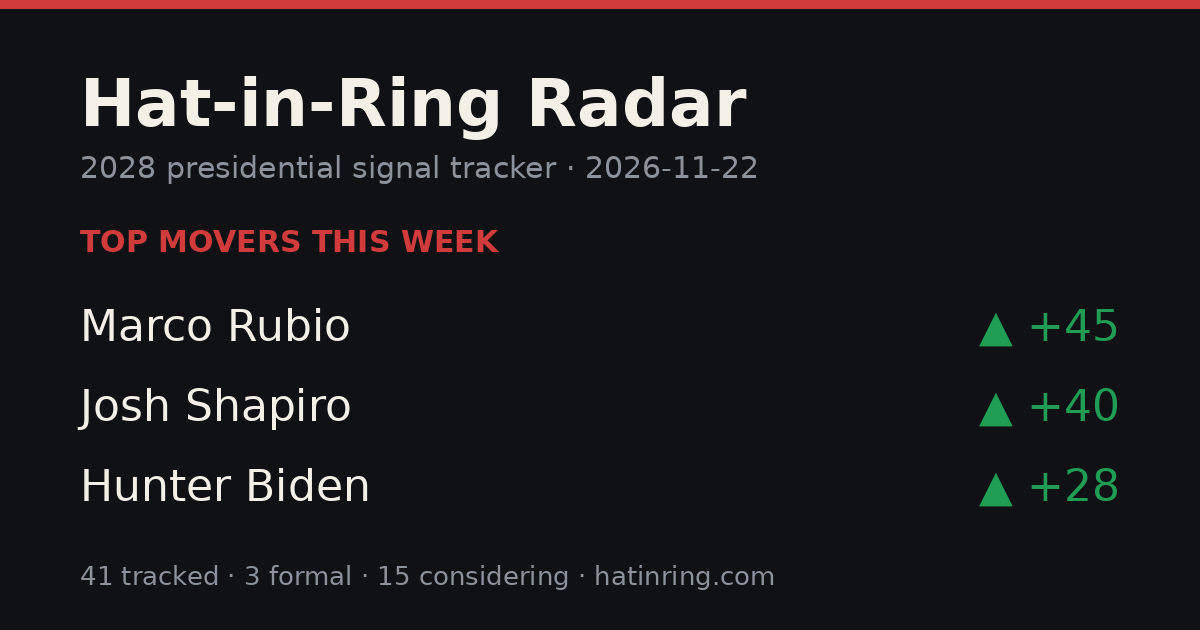 Hat-in-Ring Radar
2028 presidential signal tracker · 2026-11-22
TOP MOVERS THIS WEEK
Marco Rubio ▲ +45
Josh Shapiro ▲ +40
Hunter Biden ▲ +28
41 tracked · 3 formal · 15 considering · hatinring.com